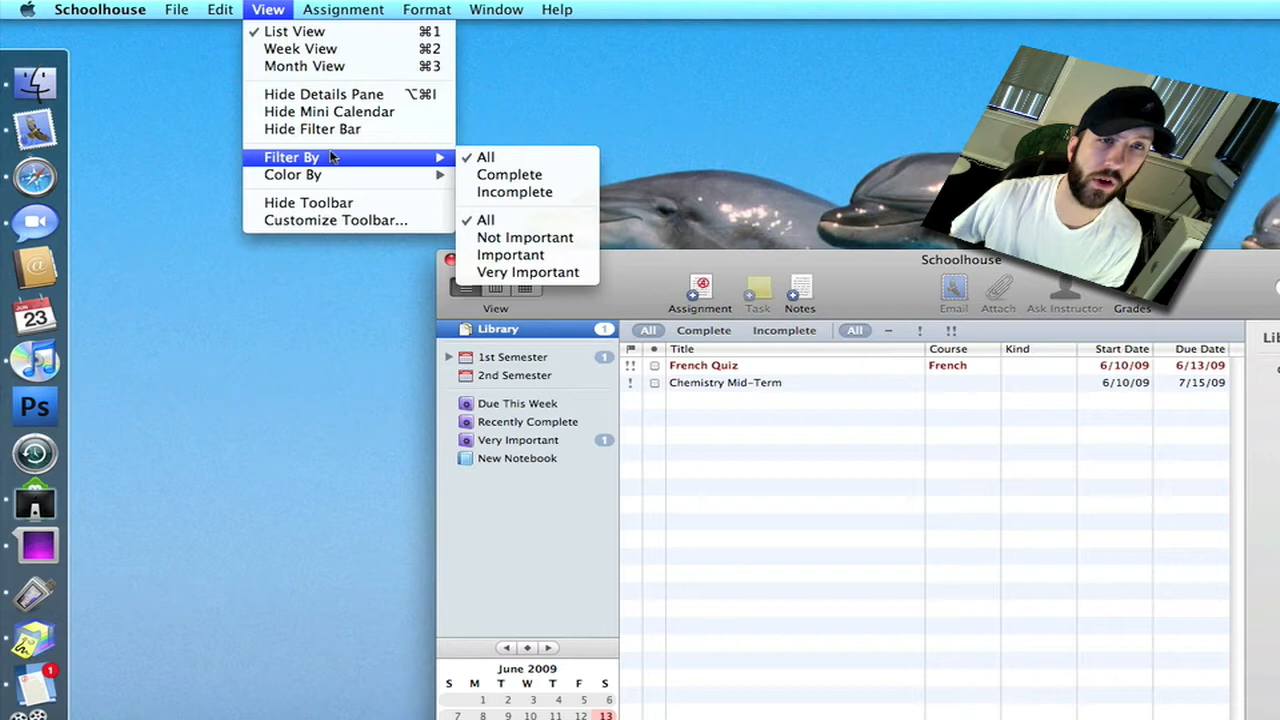 Schoolhouse File Edit View Assignment Format Window Help
✓ List View ⌘1
Week View ⌘2
Month View ⌘3
Hide Details Pane ⌥⌘I
Hide Mini Calendar
Hide Filter Bar
Filter By ▶
Color By ▶
Hide Toolbar
Customize Toolbar...
✓ All
Complete
Incomplete
✓ All
Not Important
Important
Very Important
@
23
Ps
1
Schoolhouse
View Assignment Task Notes Email Attach Ask Instructor Grades
Library 1
1st Semester 1
2nd Semester
Due This Week
Recently Complete
Very Important 1
New Notebook
All Complete Incomplete All – ! !!
Title Course Kind Start Date Due Date
!! French Quiz French 6/10/09 6/13/09
! Chemistry Mid-Term 6/10/09 7/15/09
June 2009
S M T W T F S
1 2 3 4 5 6
7 8 9 10 11 12 13